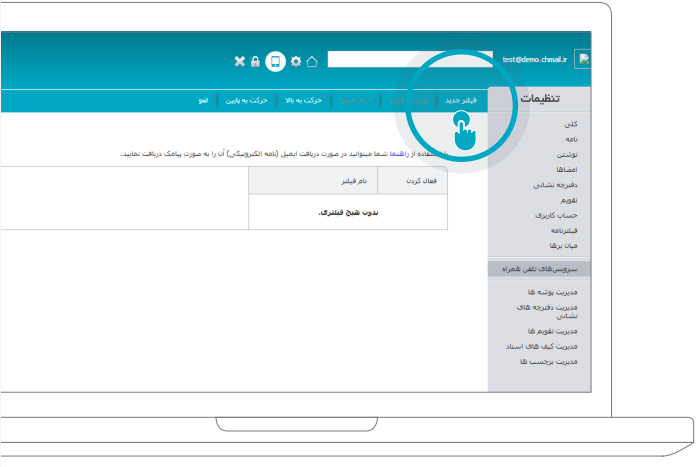 test@demo.chmail.ir
تنظیمات
فیلتر جدید
حرکت به بالا
حرکت به پایین
لغو
کلی
نامه
نوشتن
امضاها
دفترچه نشانی
تقویم
حساب کاربری
فیلترنامه
میان برها
سرویس‌های تلفن همراه
مدیریت پوشه ها
مدیریت دفترچه های
نشانی
مدیریت تقویم ها
مدیریت کیف های اسناد
مدیریت برچسب ها
استفاده از راهنما شما میتوانید در صورت دریافت ایمیل (نامه الکترونیکی) آن را به صورت پیامک دریافت نمایید.
فعال کردن
نام فیلتر
بدون هیچ فیلتری.